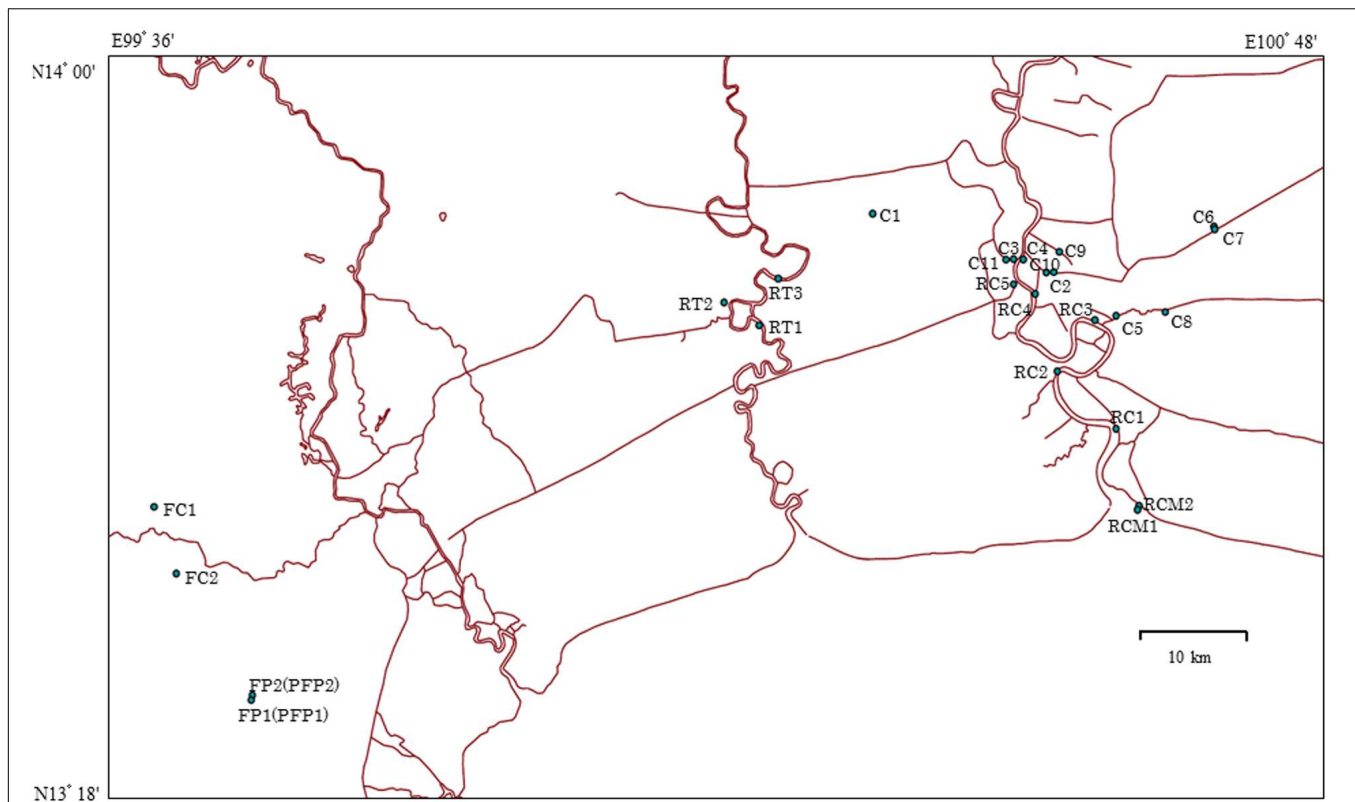 E99° 36'
E100° 48'
N14° 00'
C1
C6
C7
C3
C4
C9
C11
C10
RC5
C2
RT3
RT2
RC4
RC3
RT1
C5
C8
RC2
RC1
FC1
RCM2
RCM1
FC2
10 km
FP2(PFP2)
FP1(PFP1)
N13° 18'